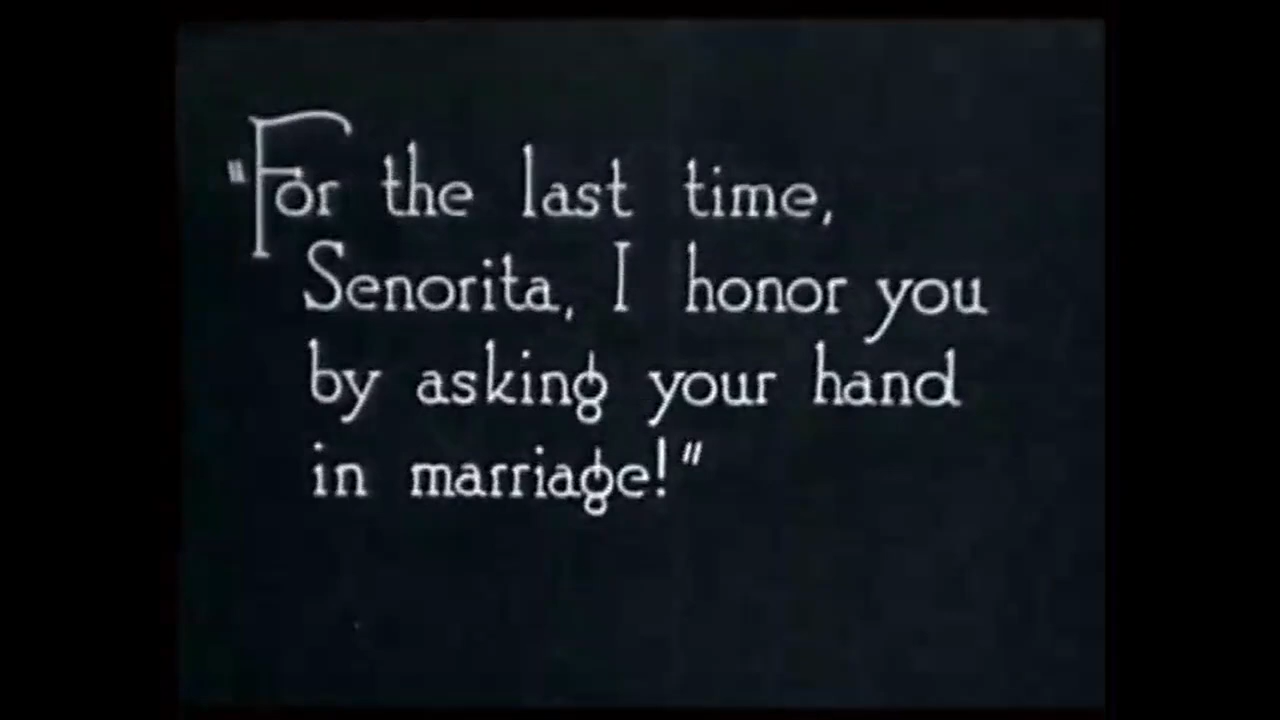 "For the last time,
Senorita, I honor you
by asking your hand
in marriage!"